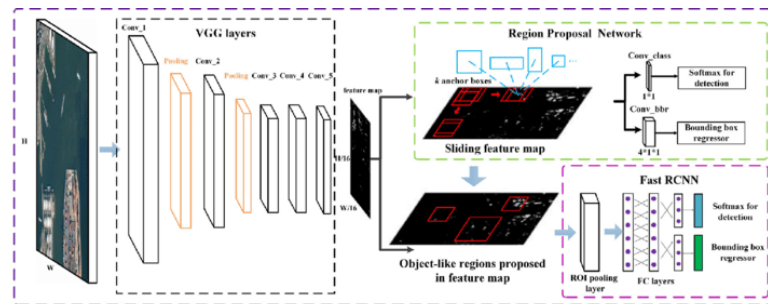 VGG layers
Conv_1
Pooling
Conv_2
Pooling
Conv_3
Conv_4
Conv_5
H
W
feature map
H/16
W/16
Region Proposal Network
k anchor boxes
...
Sliding feature map
Conv_class
1*1
Softmax for
detection
Conv_bbr
4*1*1
Bounding box
regressor
Object-like regions proposed
in feature map
Fast RCNN
ROI pooling
layer
FC layers
Softmax for
detection
Bounding box
regressor